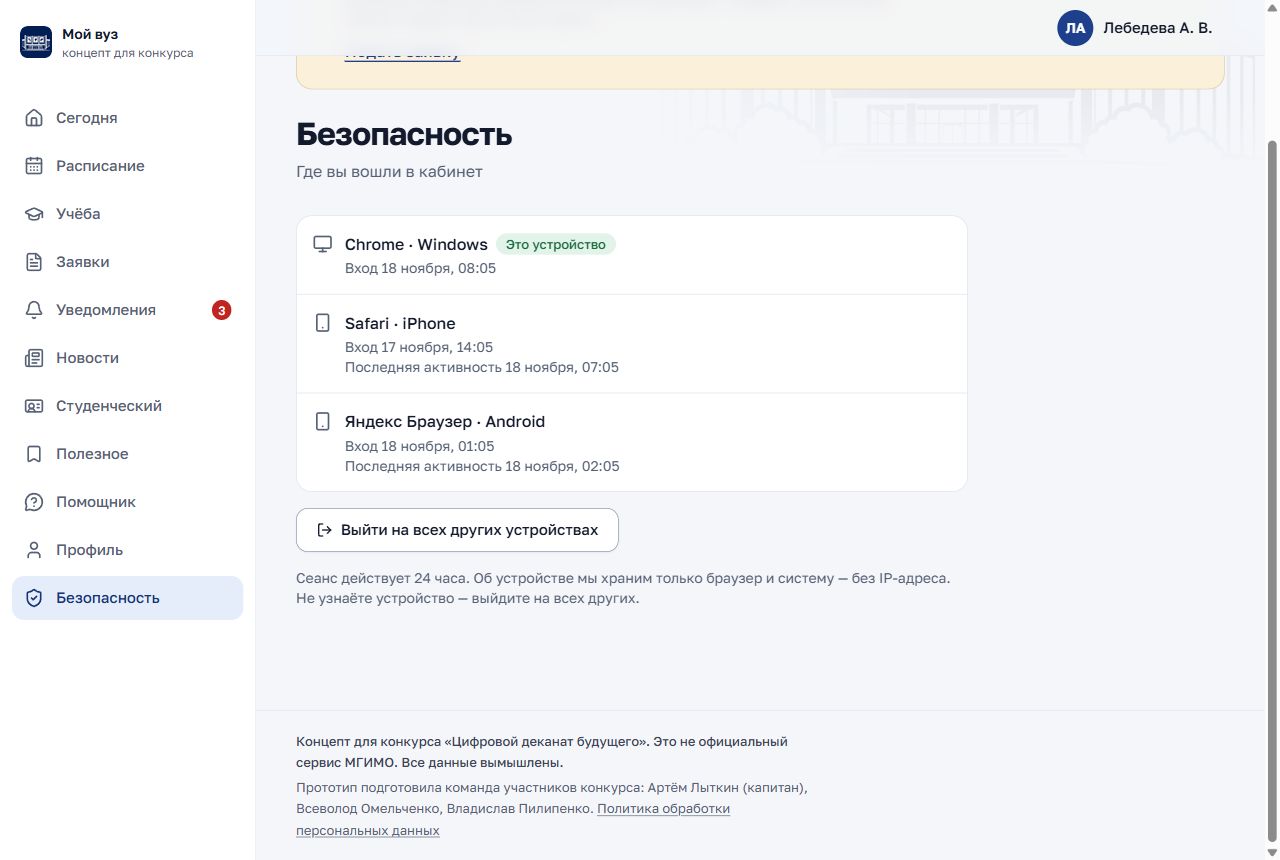 Мой вуз
концепт для конкурса
ЛА
Лебедева А. В.
Сегодня
Расписание
Учёба
Заявки
Уведомления
3
Новости
Студенческий
Полезное
Помощник
Профиль
Безопасность
Подать заявку
Безопасность
Где вы вошли в кабинет
Chrome · Windows Это устройство
Вход 18 ноября, 08:05
Safari · iPhone
Вход 17 ноября, 14:05
Последняя активность 18 ноября, 07:05
Яндекс Браузер · Android
Вход 18 ноября, 01:05
Последняя активность 18 ноября, 02:05
Выйти на всех других устройствах
Сеанс действует 24 часа. Об устройстве мы храним только браузер и систему — без IP-адреса.
Не узнаёте устройство — выйдите на всех других.
Концепт для конкурса «Цифровой деканат будущего». Это не официальный
сервис МГИМО. Все данные вымышлены.
Прототип подготовила команда участников конкурса: Артём Лыткин (капитан),
Всеволод Омельченко, Владислав Пилипенко. Политика обработки
персональных данных